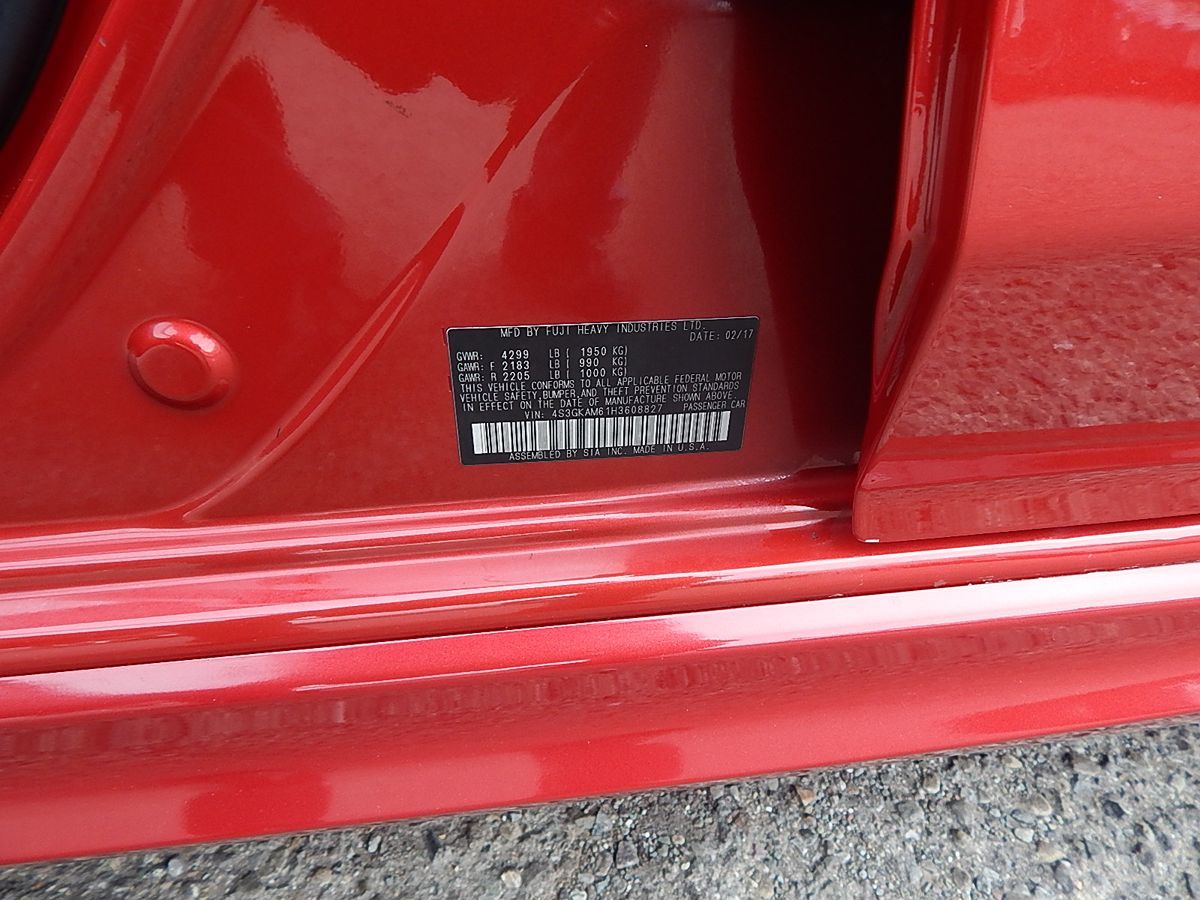 MFD BY FUJI HEAVY INDUSTRIES LTD.
DATE: 02/17
GVWR: 4299 LB ( 1950 KG)
GAWR: F 2183 LB ( 990 KG)
GAWR: R 2205 LB ( 1000 KG)
THIS VEHICLE CONFORMS TO ALL APPLICABLE FEDERAL MOTOR
VEHICLE SAFETY, BUMPER, AND THEFT PREVENTION STANDARDS
IN EFFECT ON THE DATE OF MANUFACTURE SHOWN ABOVE.
VIN: 4S3GKAM61H3608827 PASSENGER CAR
ASSEMBLED BY SIA INC. MADE IN U.S.A.